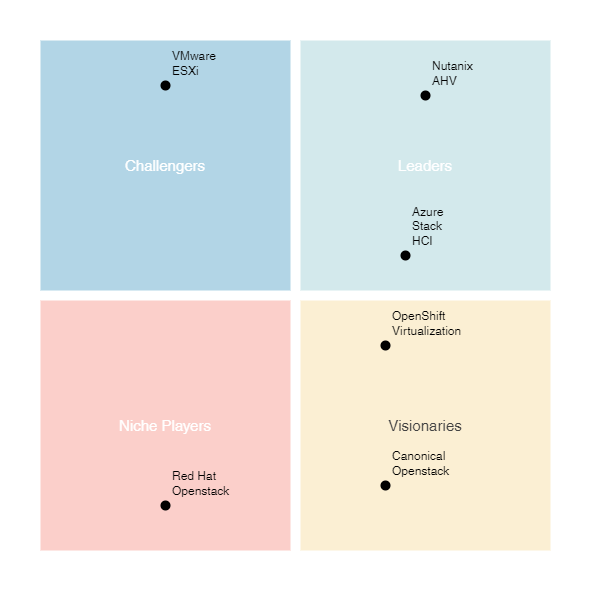 VMware
ESXi
Challengers
Nutanix
AHV
Leaders
Azure
Stack
HCI
Niche Players
Red Hat
Openstack
OpenShift
Virtualization
Visionaries
Canonical
Openstack